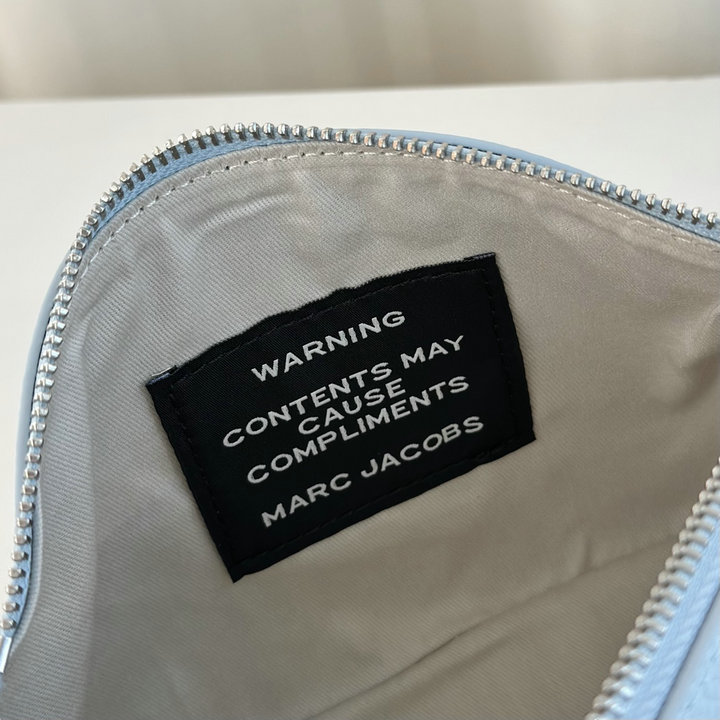 WARNING
CONTENTS MAY
CAUSE
COMPLIMENTS
MARC JACOBS